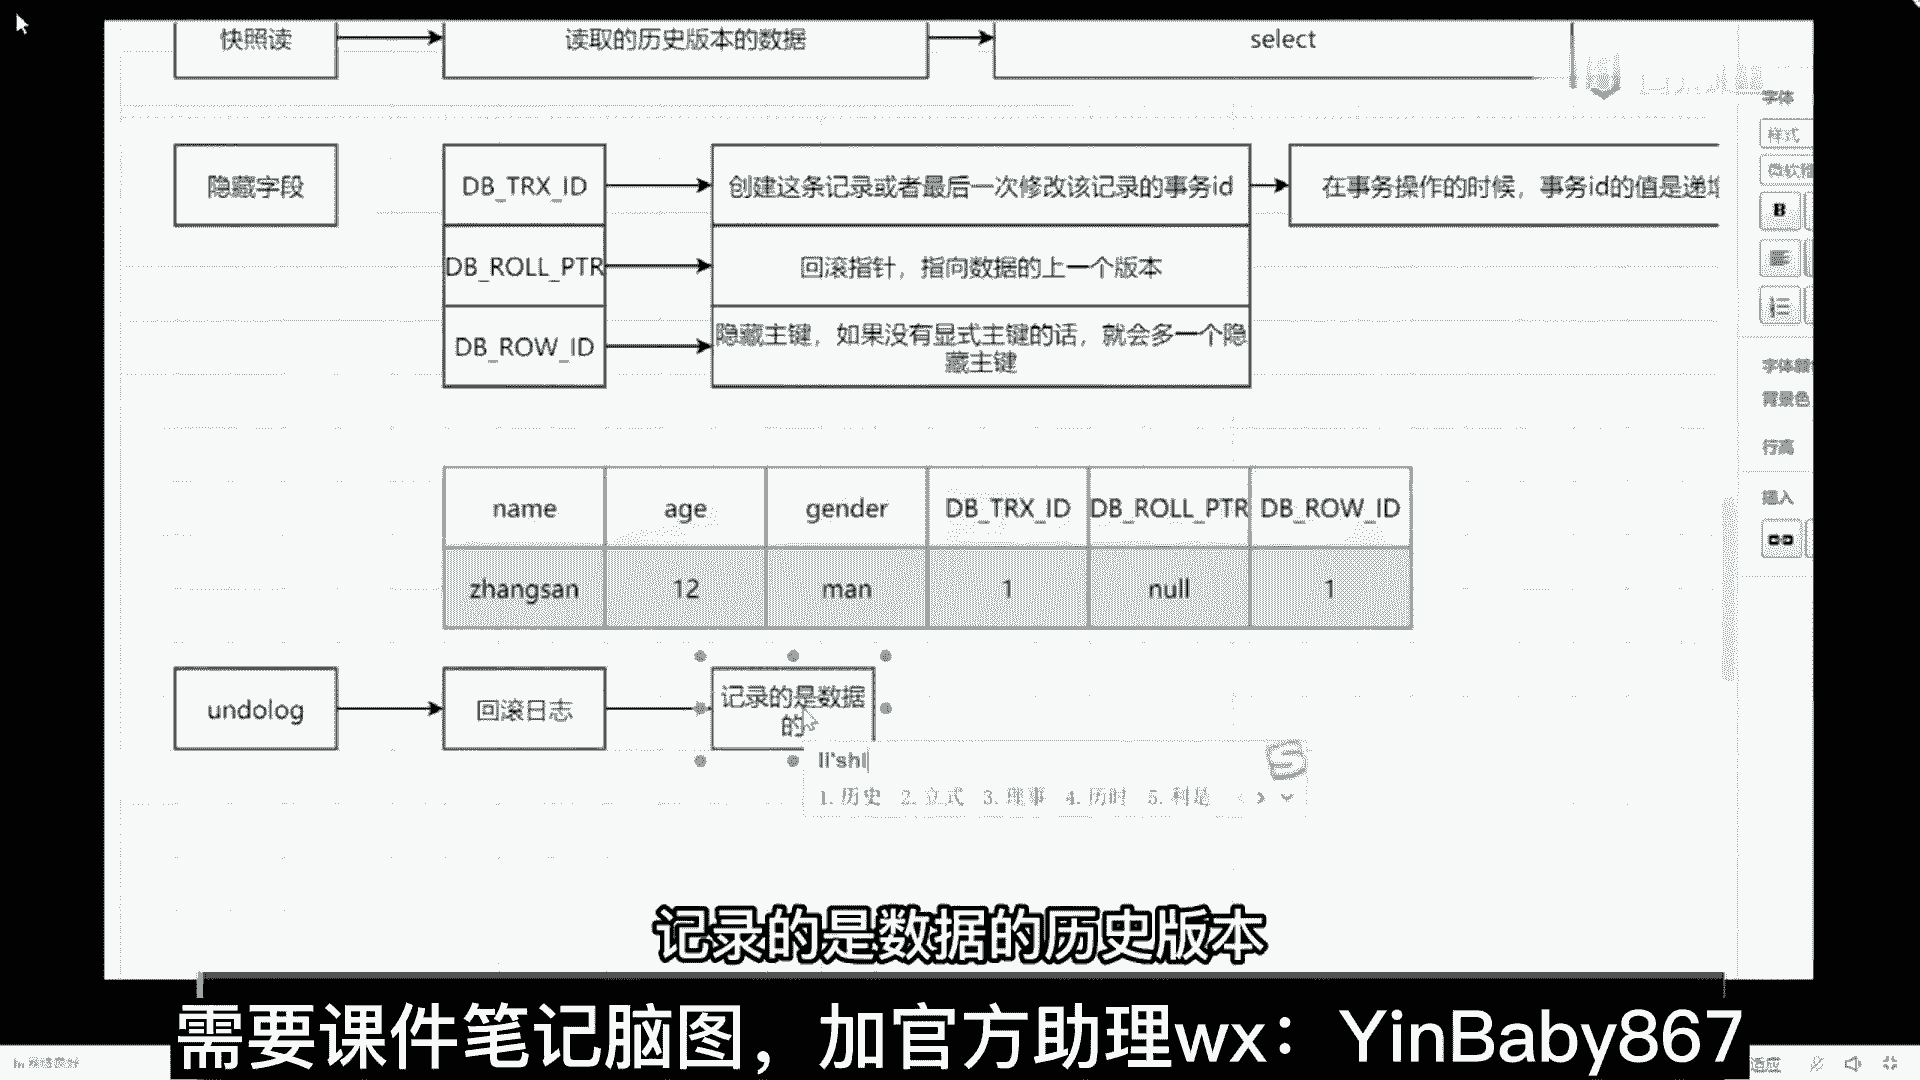 快照读
读取的历史版本的数据
select
字体
样式
隐藏字段
DB_TRX_ID
创建这条记录或者最后一次修改该记录的事务id
在事务操作的时候，事务id的值是递增
B
DB_ROLL_PTR
回滚指针，指向数据的上一个版本
DB_ROW_ID
隐藏主键，如果没有显式主键的话，就会多一个隐
藏主键
背景色
行高
插入
name age gender DB_TRX_ID DB_ROLL_PTR DB_ROW_ID
zhangsan 12 man 1 null 1
undolog
回滚日志
记录的是数据
的
li'shi
1. 历史 2. 立式 3. 理事 4. 历时 5. 利是
记录的是数据的历史版本
需要课件笔记脑图，加官方助理wx：YinBaby867
网络良好
适应